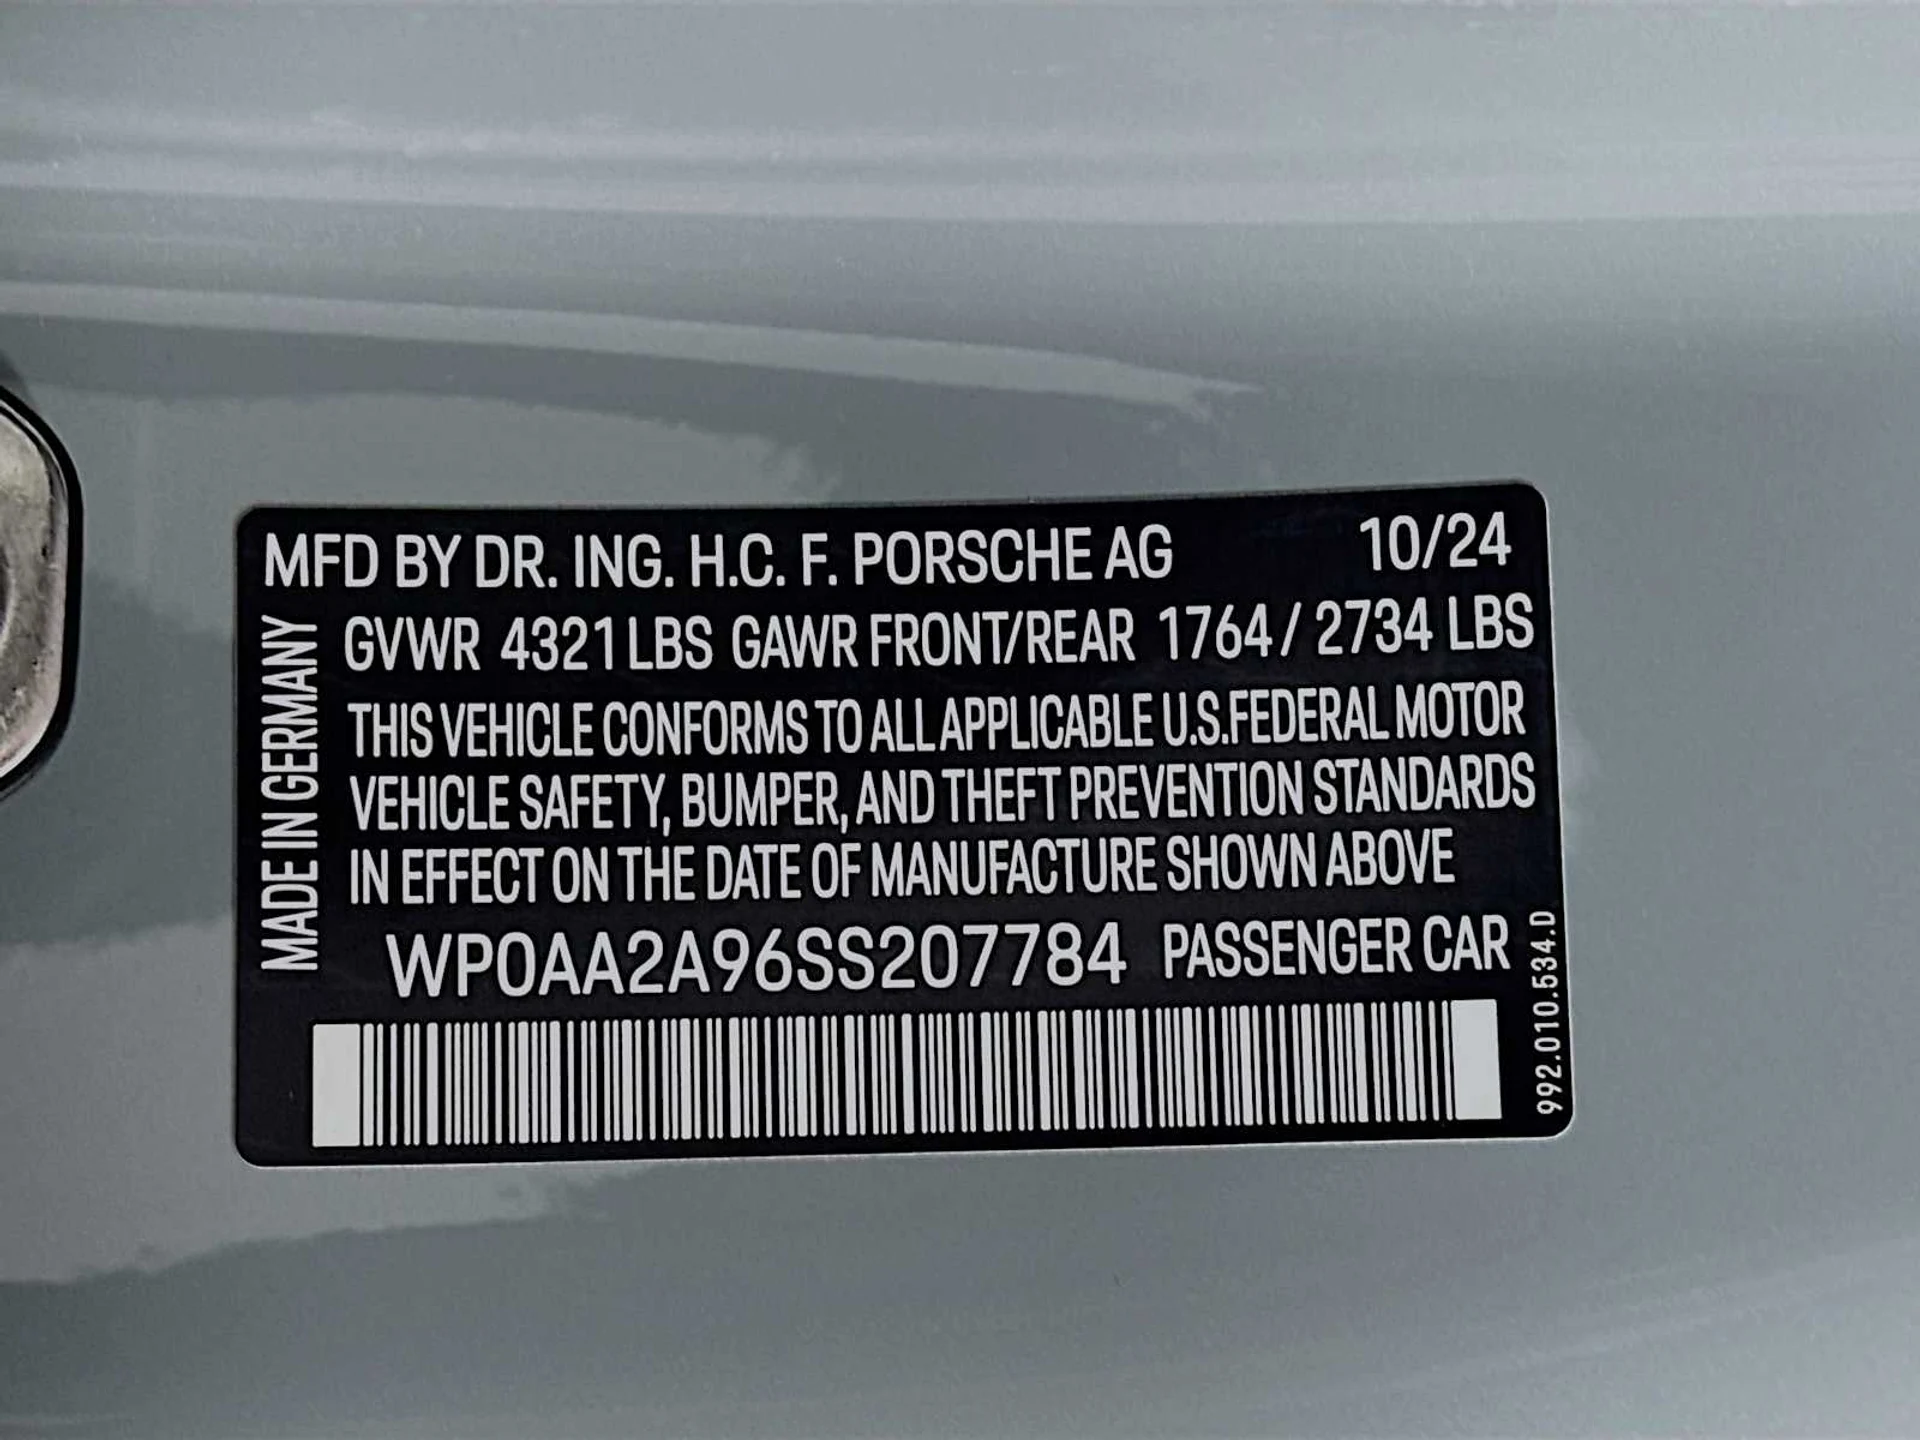 MFD BY DR. ING. H.C. F. PORSCHE AG 10/24
GVWR 4321 LBS GAWR FRONT/REAR 1764 / 2734 LBS
THIS VEHICLE CONFORMS TO ALL APPLICABLE U.S.FEDERAL MOTOR
VEHICLE SAFETY, BUMPER, AND THEFT PREVENTION STANDARDS
IN EFFECT ON THE DATE OF MANUFACTURE SHOWN ABOVE
WP0AA2A96SS207784 PASSENGER CAR
MADE IN GERMANY
992.010.534.D